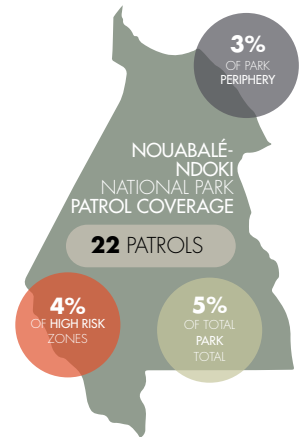 3%
OF PARK
PERIPHERY
NOUABALÉ-
NDOKI
NATIONAL PARK
PATROL COVERAGE
22 PATROLS
4%
OF HIGH RISK
ZONES
5%
OF TOTAL
PARK
TOTAL